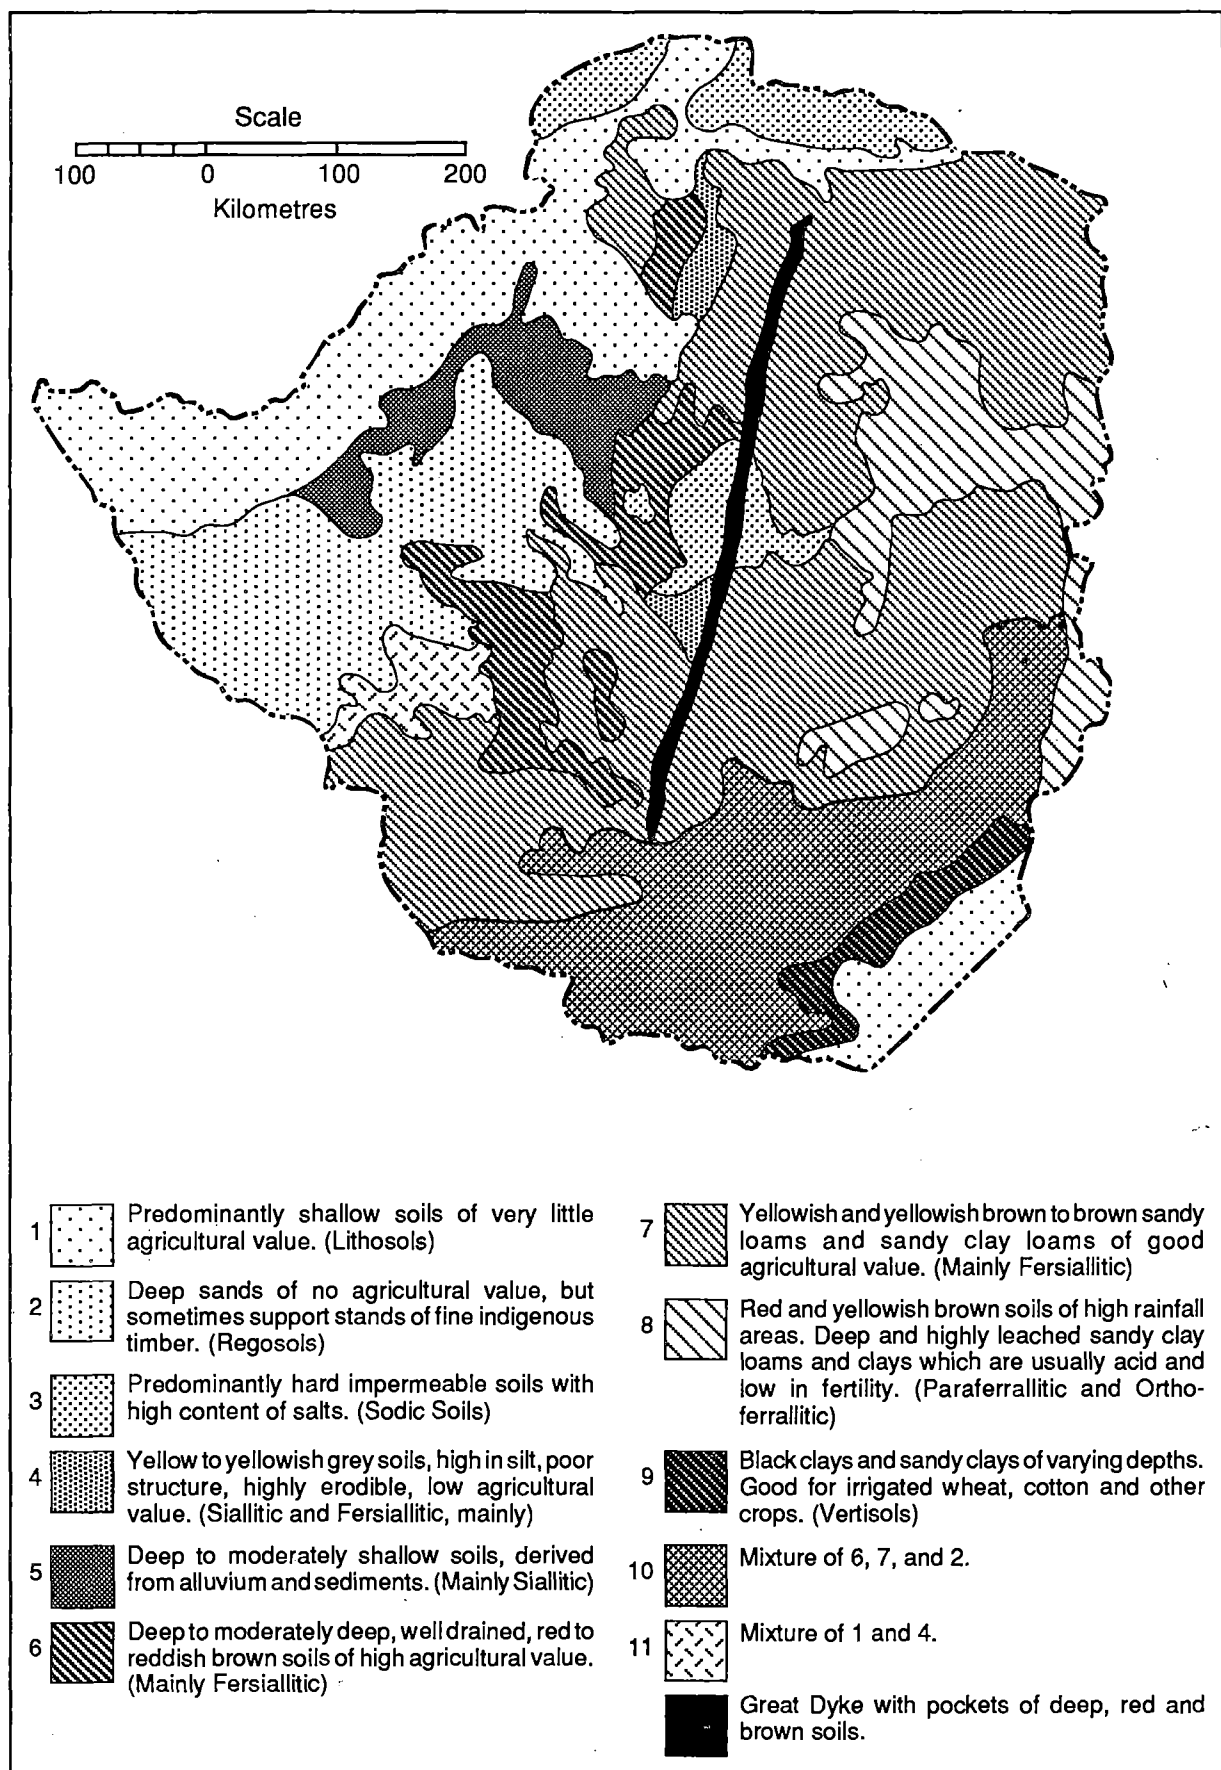 Scale
100 0 100 200
Kilometres
1 Predominantly shallow soils of very little
agricultural value. (Lithosols)
2 Deep sands of no agricultural value, but
sometimes support stands of fine indigenous
timber. (Regosols)
3 Predominantly hard impermeable soils with
high content of salts. (Sodic Soils)
4 Yellow to yellowish grey soils, high in silt, poor
structure, highly erodible, low agricultural
value. (Siallitic and Fersiallitic, mainly)
5 Deep to moderately shallow soils, derived
from alluvium and sediments. (Mainly Siallitic)
6 Deep to moderately deep, well drained, red to
reddish brown soils of high agricultural value.
(Mainly Fersiallitic)
7 Yellowish and yellowish brown to brown sandy
loams and sandy clay loams of good
agricultural value. (Mainly Fersiallitic)
8 Red and yellowish brown soils of high rainfall
areas. Deep and highly leached sandy clay
loams and clays which are usually acid and
low in fertility. (Paraferrallitic and Ortho-
ferrallitic)
9 Black clays and sandy clays of varying depths.
Good for irrigated wheat, cotton and other
crops. (Vertisols)
10 Mixture of 6, 7, and 2.
11 Mixture of 1 and 4.
Great Dyke with pockets of deep, red and
brown soils.